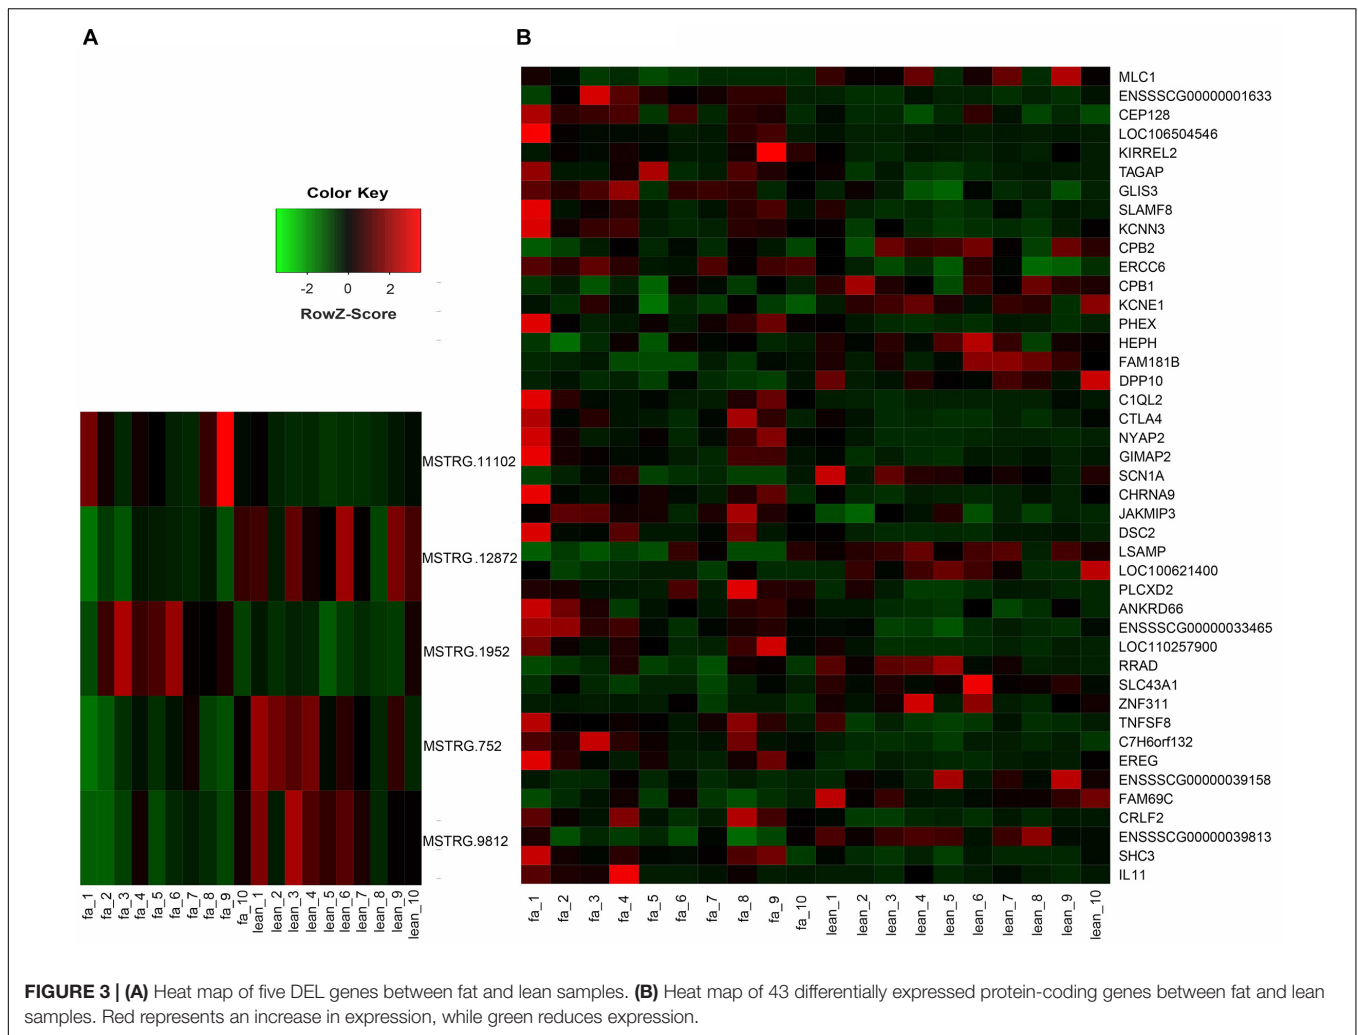 A
B
Color Key
-2 0 2
RowZ-Score
MSTRG.11102
MSTRG.12872
MSTRG.1952
MSTRG.752
MSTRG.9812
fa_1
fa_2
fa_3
fa_4
fa_5
fa_6
fa_7
fa_8
fa_9
fa_10
lean_1
lean_2
lean_3
lean_4
lean_5
lean_6
lean_7
lean_8
lean_9
lean_10
MLC1
ENSSSCG00000001633
CEP128
LOC106504546
KIRREL2
TAGAP
GLIS3
SLAMF8
KCNN3
CPB2
ERCC6
CPB1
KCNE1
PHEX
HEPH
FAM181B
DPP10
C1QL2
CTLA4
NYAP2
GIMAP2
SCN1A
CHRNA9
JAKMIP3
DSC2
LSAMP
LOC100621400
PLCXD2
ANKRD66
ENSSSCG00000033465
LOC110257900
RRAD
SLC43A1
ZNF311
TNFSF8
C7H6orf132
EREG
ENSSSCG00000039158
FAM69C
CRLF2
ENSSSCG00000039813
SHC3
IL11
fa_1
fa_2
fa_3
fa_4
fa_5
fa_6
fa_7
fa_8
fa_9
fa_10
lean_1
lean_2
lean_3
lean_4
lean_5
lean_6
lean_7
lean_8
lean_9
lean_10
FIGURE 3 | (A) Heat map of five DEL genes between fat and lean samples. (B) Heat map of 43 differentially expressed protein-coding genes between fat and lean
samples. Red represents an increase in expression, while green reduces expression.